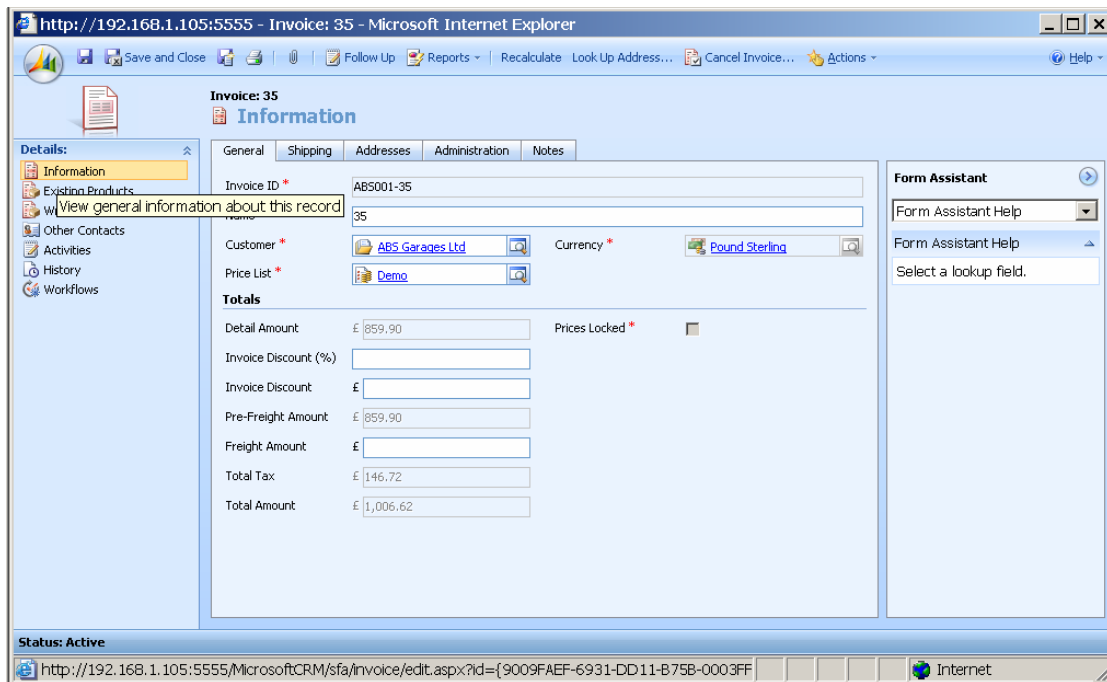 http://192.168.1.105:5555 - Invoice: 35 - Microsoft Internet Explorer
Save and Close Follow Up Reports Recalculate Look Up Address... Cancel Invoice... Actions Help
Invoice: 35
Information
Details:
Information
Existing Products
View general information about this record
Other Contacts
Activities
History
Workflows
General Shipping Addresses Administration Notes
Invoice ID * ABS001-35
Name * 35
Customer * ABS Garages Ltd Currency * Pound Sterling
Price List * Demo
Totals
Detail Amount £ 859.90 Prices Locked *
Invoice Discount (%)
Invoice Discount £
Pre-Freight Amount £ 859.90
Freight Amount £
Total Tax £ 146.72
Total Amount £ 1,006.62
Form Assistant
Form Assistant Help
Form Assistant Help
Select a lookup field.
Status: Active
http://192.168.1.105:5555/MicrosoftCRM/sfa/invoice/edit.aspx?id={9009FAEF-6931-DD11-B75B-0003FF Internet